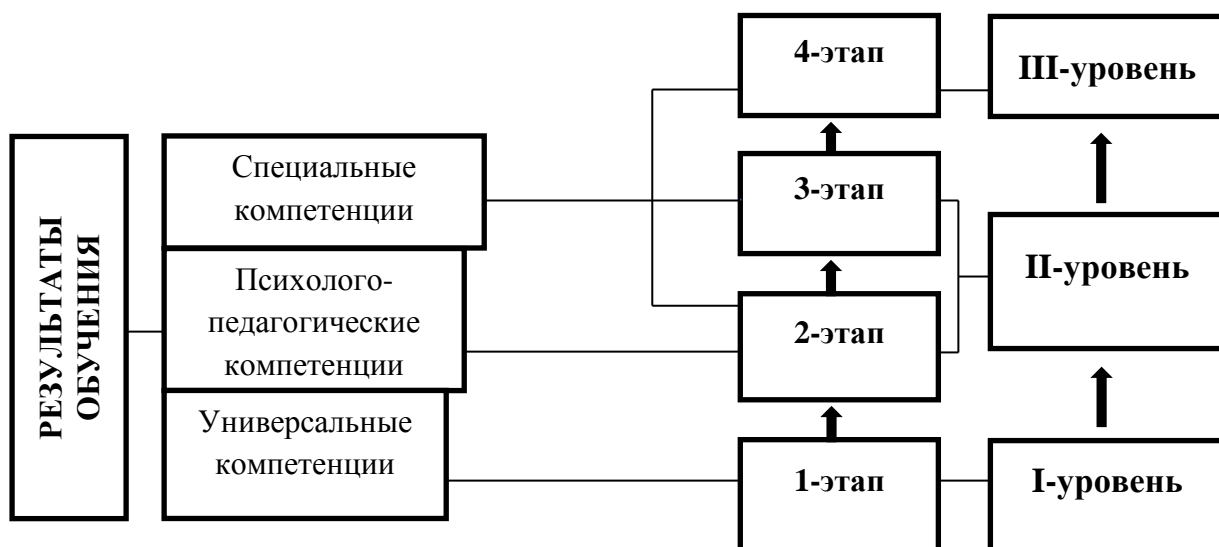 РЕЗУЛЬТАТЫ
ОБУЧЕНИЯ
Специальные
компетенции
Психолого-
педагогические
компетенции
Универсальные
компетенции
4-этап
3-этап
2-этап
1-этап
III-уровень
II-уровень
I-уровень